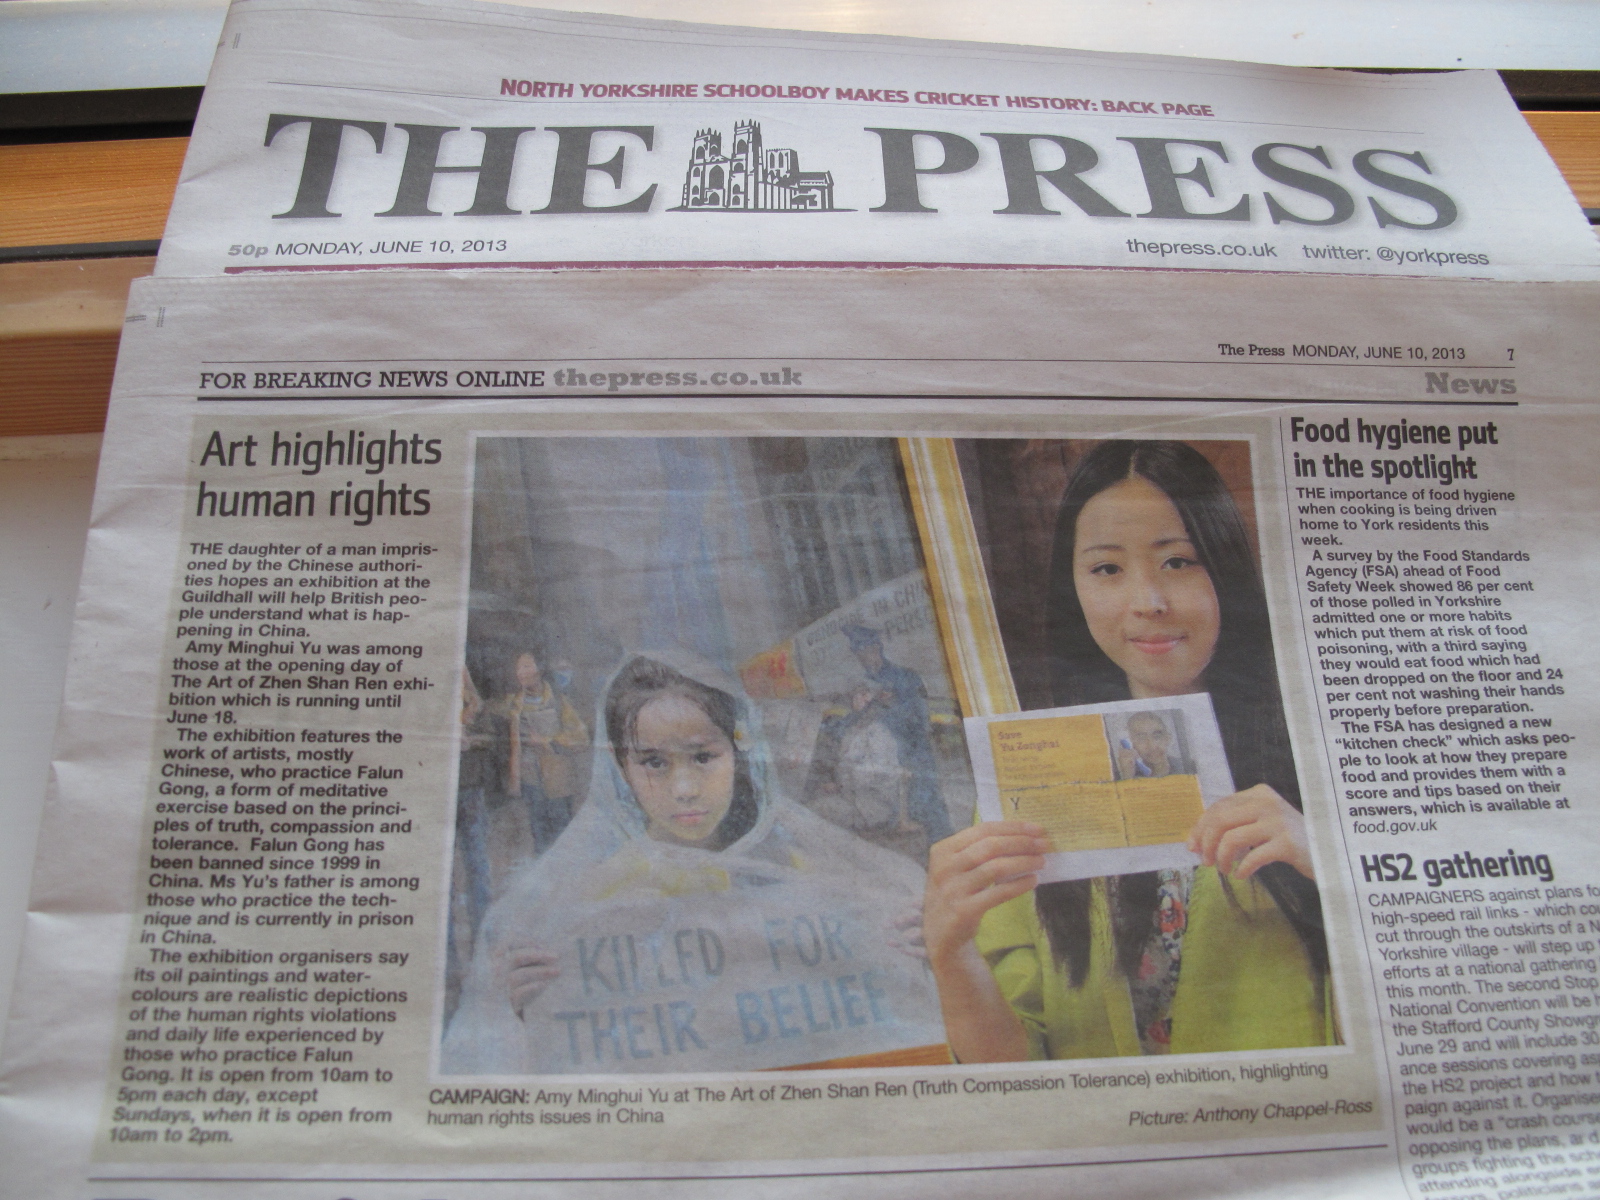 NORTH YORKSHIRE SCHOOLBOY MAKES CRICKET HISTORY: BACK PAGE
THE PRESS
50p MONDAY, JUNE 10, 2013
thepress.co.uk twitter: @yorkpress
The Press MONDAY, JUNE 10, 2013 7
FOR BREAKING NEWS ONLINE thepress.co.uk
News
Art highlights
human rights
THE daughter of a man impris-
oned by the Chinese authori-
ties hopes an exhibition at the
Guildhall will help British peo-
ple understand what is hap-
pening in China.
Amy Minghui Yu was among
those at the opening day of
The Art of Zhen Shan Ren exhi-
bition which is running until
June 18.
The exhibition features the
work of artists, mostly
Chinese, who practice Falun
Gong, a form of meditative
exercise based on the princi-
ples of truth, compassion and
tolerance. Falun Gong has
been banned since 1999 in
China. Ms Yu's father is among
those who practice the tech-
nique and is currently in prison
in China.
The exhibition organisers say
its oil paintings and water-
colours are realistic depictions
of the human rights violations
and daily life experienced by
those who practice Falun
Gong. It is open from 10am to
5pm each day, except
Sundays, when it is open from
10am to 2pm.
KILLED FOR
THEIR BELIEF
Save
CAMPAIGN: Amy Minghui Yu at The Art of Zhen Shan Ren (Truth Compassion Tolerance) exhibition, highlighting
human rights issues in China
Picture: Anthony Chappel-Ross
Food hygiene put
in the spotlight
THE importance of food hygiene
when cooking is being driven
home to York residents this
week.
A survey by the Food Standards
Agency (FSA) ahead of Food
Safety Week showed 86 per cent
of those polled in Yorkshire
admitted one or more habits
which put them at risk of food
poisoning, with a third saying
they would eat food which had
been dropped on the floor and 24
per cent not washing their hands
properly before preparation.
The FSA has designed a new
“kitchen check” which asks peo-
ple to look at how they prepare
food and provides them with a
score and tips based on their
answers, which is available at
food.gov.uk
HS2 gathering
CAMPAIGNERS against plans
high-speed rail links - which
cut through the outskirts of a
Yorkshire village - will step up
efforts at a national gathering
this month. The second Stop
National Convention will be
the Stafford County
June 29 and will include 30
ance sessions covering
the HS2 project and how
paign against it.
would be a "crash
opposing the plans,
groups fighting the
attending alongside